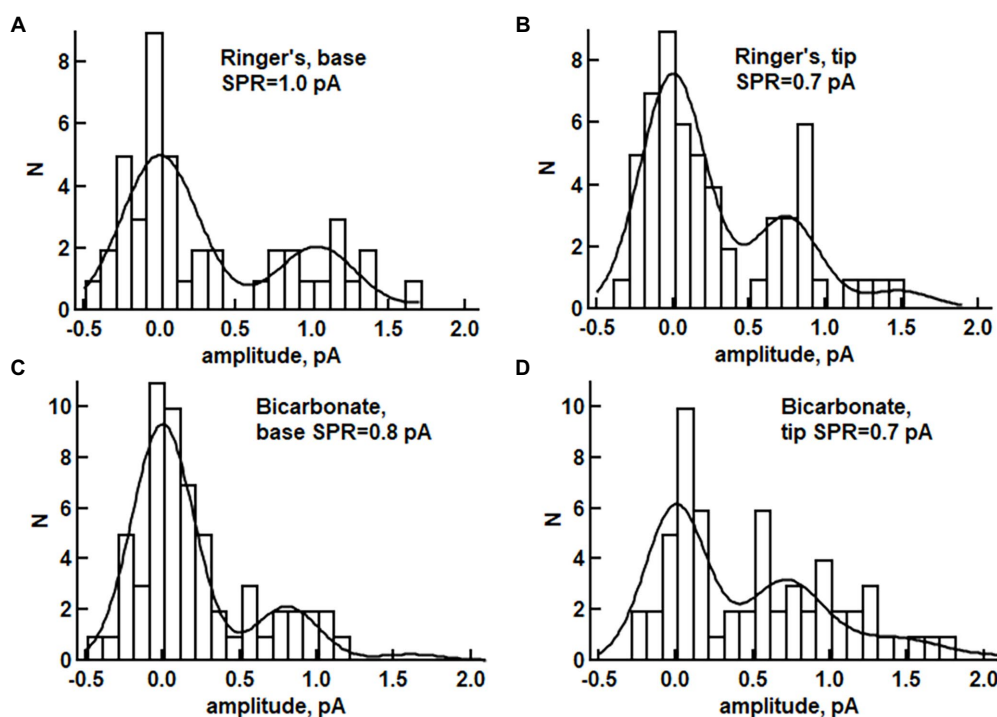 A
Ringer's, base
SPR=1.0 pA
N
8
6
4
2
0
-0.5 0.0 0.5 1.0 1.5 2.0
amplitude, pA
B
Ringer's, tip
SPR=0.7 pA
N
8
6
4
2
0
-0.5 0.0 0.5 1.0 1.5 2.0
amplitude, pA
C
Bicarbonate,
base SPR=0.8 pA
N
10
8
6
4
2
0
-0.5 0.0 0.5 1.0 1.5 2.0
amplitude, pA
D
Bicarbonate,
tip SPR=0.7 pA
N
10
8
6
4
2
0
-0.5 0.0 0.5 1.0 1.5 2.0
amplitude, pA